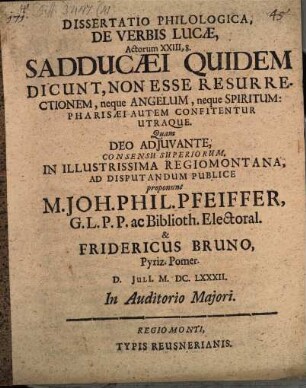 DISSERTATIO PHILOLOGICA,
DE VERBIS LUCÆ,
Actorum XXIII, 8.
SADDUCÆI QUIDEM
DICUNT, NON ESSE RESURRE-
CTIONEM, neque ANGELUM, neque SPIRITUM:
PHARISÆI AUTEM CONFITENTUR
UTRAQUE.
Quam
DEO ADJUVANTE,
CONSENSU SUPERIORUM,
IN ILLUSTRISSIMA REGIOMONTANA,
AD DISPUTANDUM PUBLICE
proponunt
M. JOH. PHIL. PFEIFFER,
G. L. P. P. ac Biblioth. Electoral.
&
FRIDERICUS BRUNO,
Pyriz. Pomer.
D. JULI. M. DC. LXXXII.
In Auditorio Majori.
REGIOMONTI,
TYPIS REUSNERIANIS.